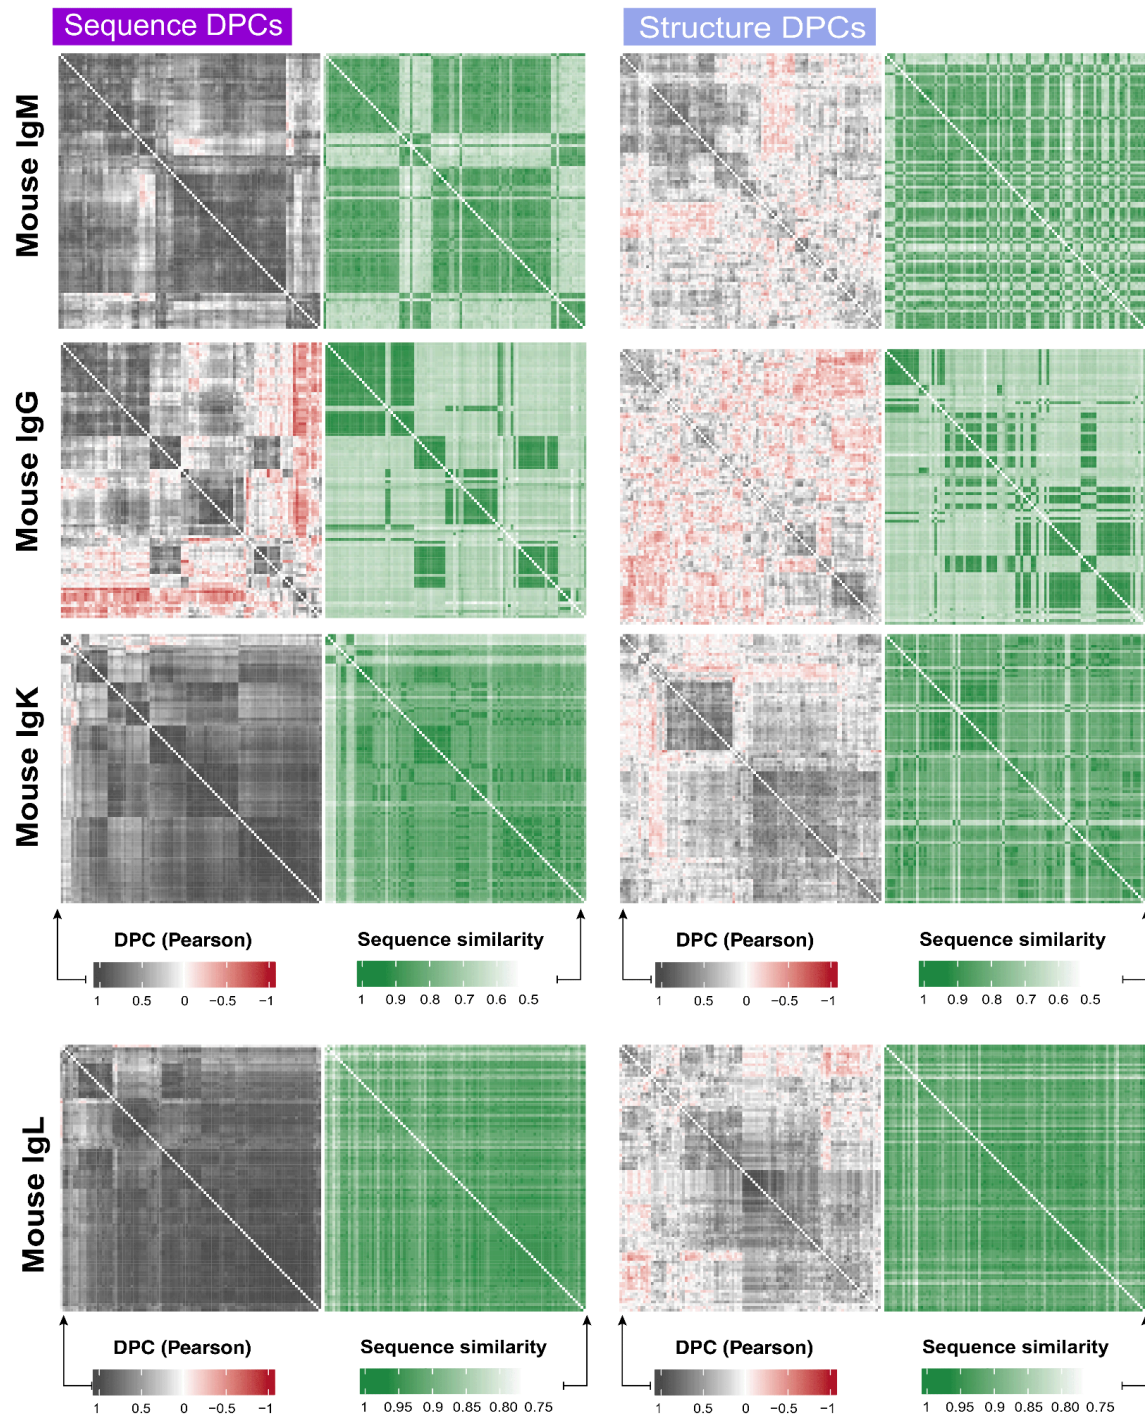 Sequence DPCs
Structure DPCs
Mouse IgM
Mouse IgG
Mouse IgK
DPC (Pearson)
1 0.5 0 −0.5 −1
Sequence similarity
1 0.9 0.8 0.7 0.6 0.5
DPC (Pearson)
1 0.5 0 −0.5 −1
Sequence similarity
1 0.9 0.8 0.7 0.6 0.5
Mouse IgL
DPC (Pearson)
1 0.5 0 −0.5 −1
Sequence similarity
1 0.95 0.9 0.85 0.80 0.75
DPC (Pearson)
1 0.5 0 −0.5 −1
Sequence similarity
1 0.95 0.9 0.85 0.80 0.75